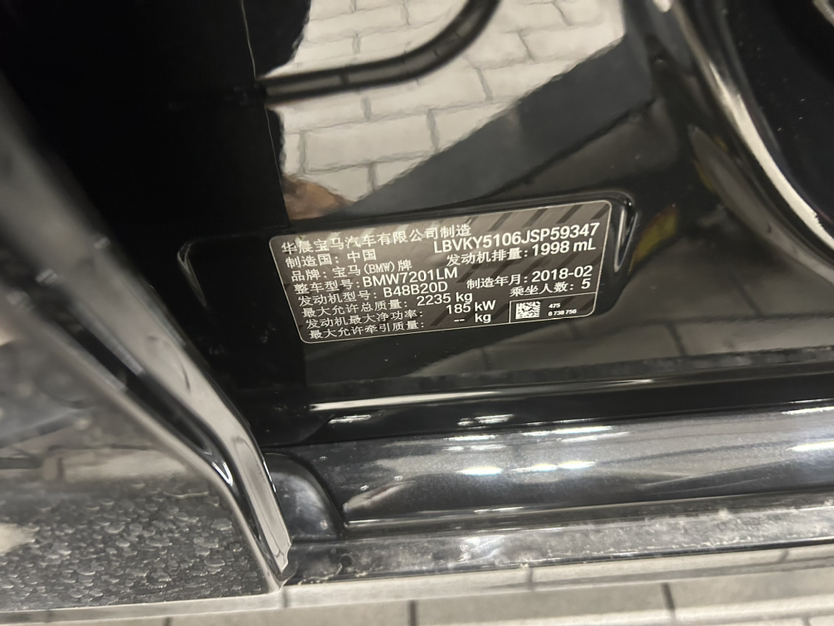 华晨宝马汽车有限公司制造
制造国：中国 LBVKY5106JSP59347
品牌：宝马(BMW)牌 发动机排量：1998 mL
整车型号：BMW7201LM 制造年月：2018-02
发动机型号：B48B20D 乘坐人数：5
最大允许总质量：2235 kg
发动机最大净功率：185 kW
最大允许牵引质量：-- kg
475
8 738 756